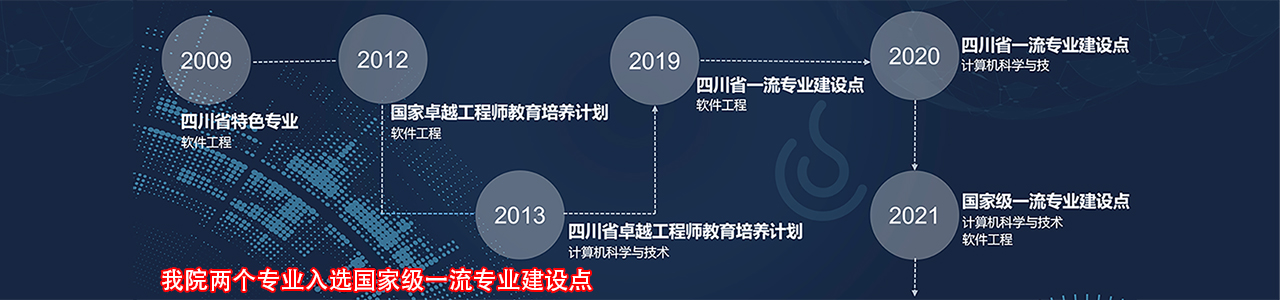 2009
四川省特色专业
软件工程
2012
国家卓越工程师教育培养计划
软件工程
2013
四川省卓越工程师教育培养计划
计算机科学与技术
2019
四川省一流专业建设点
软件工程
2020
四川省一流专业建设点
计算机科学与技
2021
国家级一流专业建设点
计算机科学与技术
软件工程
我院两个专业入选国家级一流专业建设点